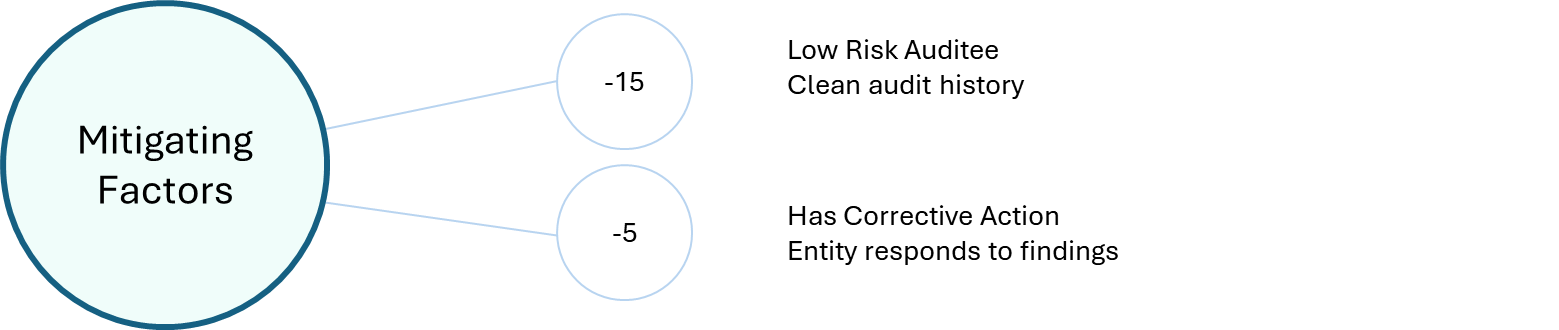 Mitigating
Factors
-15
Low Risk Auditee
Clean audit history
-5
Has Corrective Action
Entity responds to findings